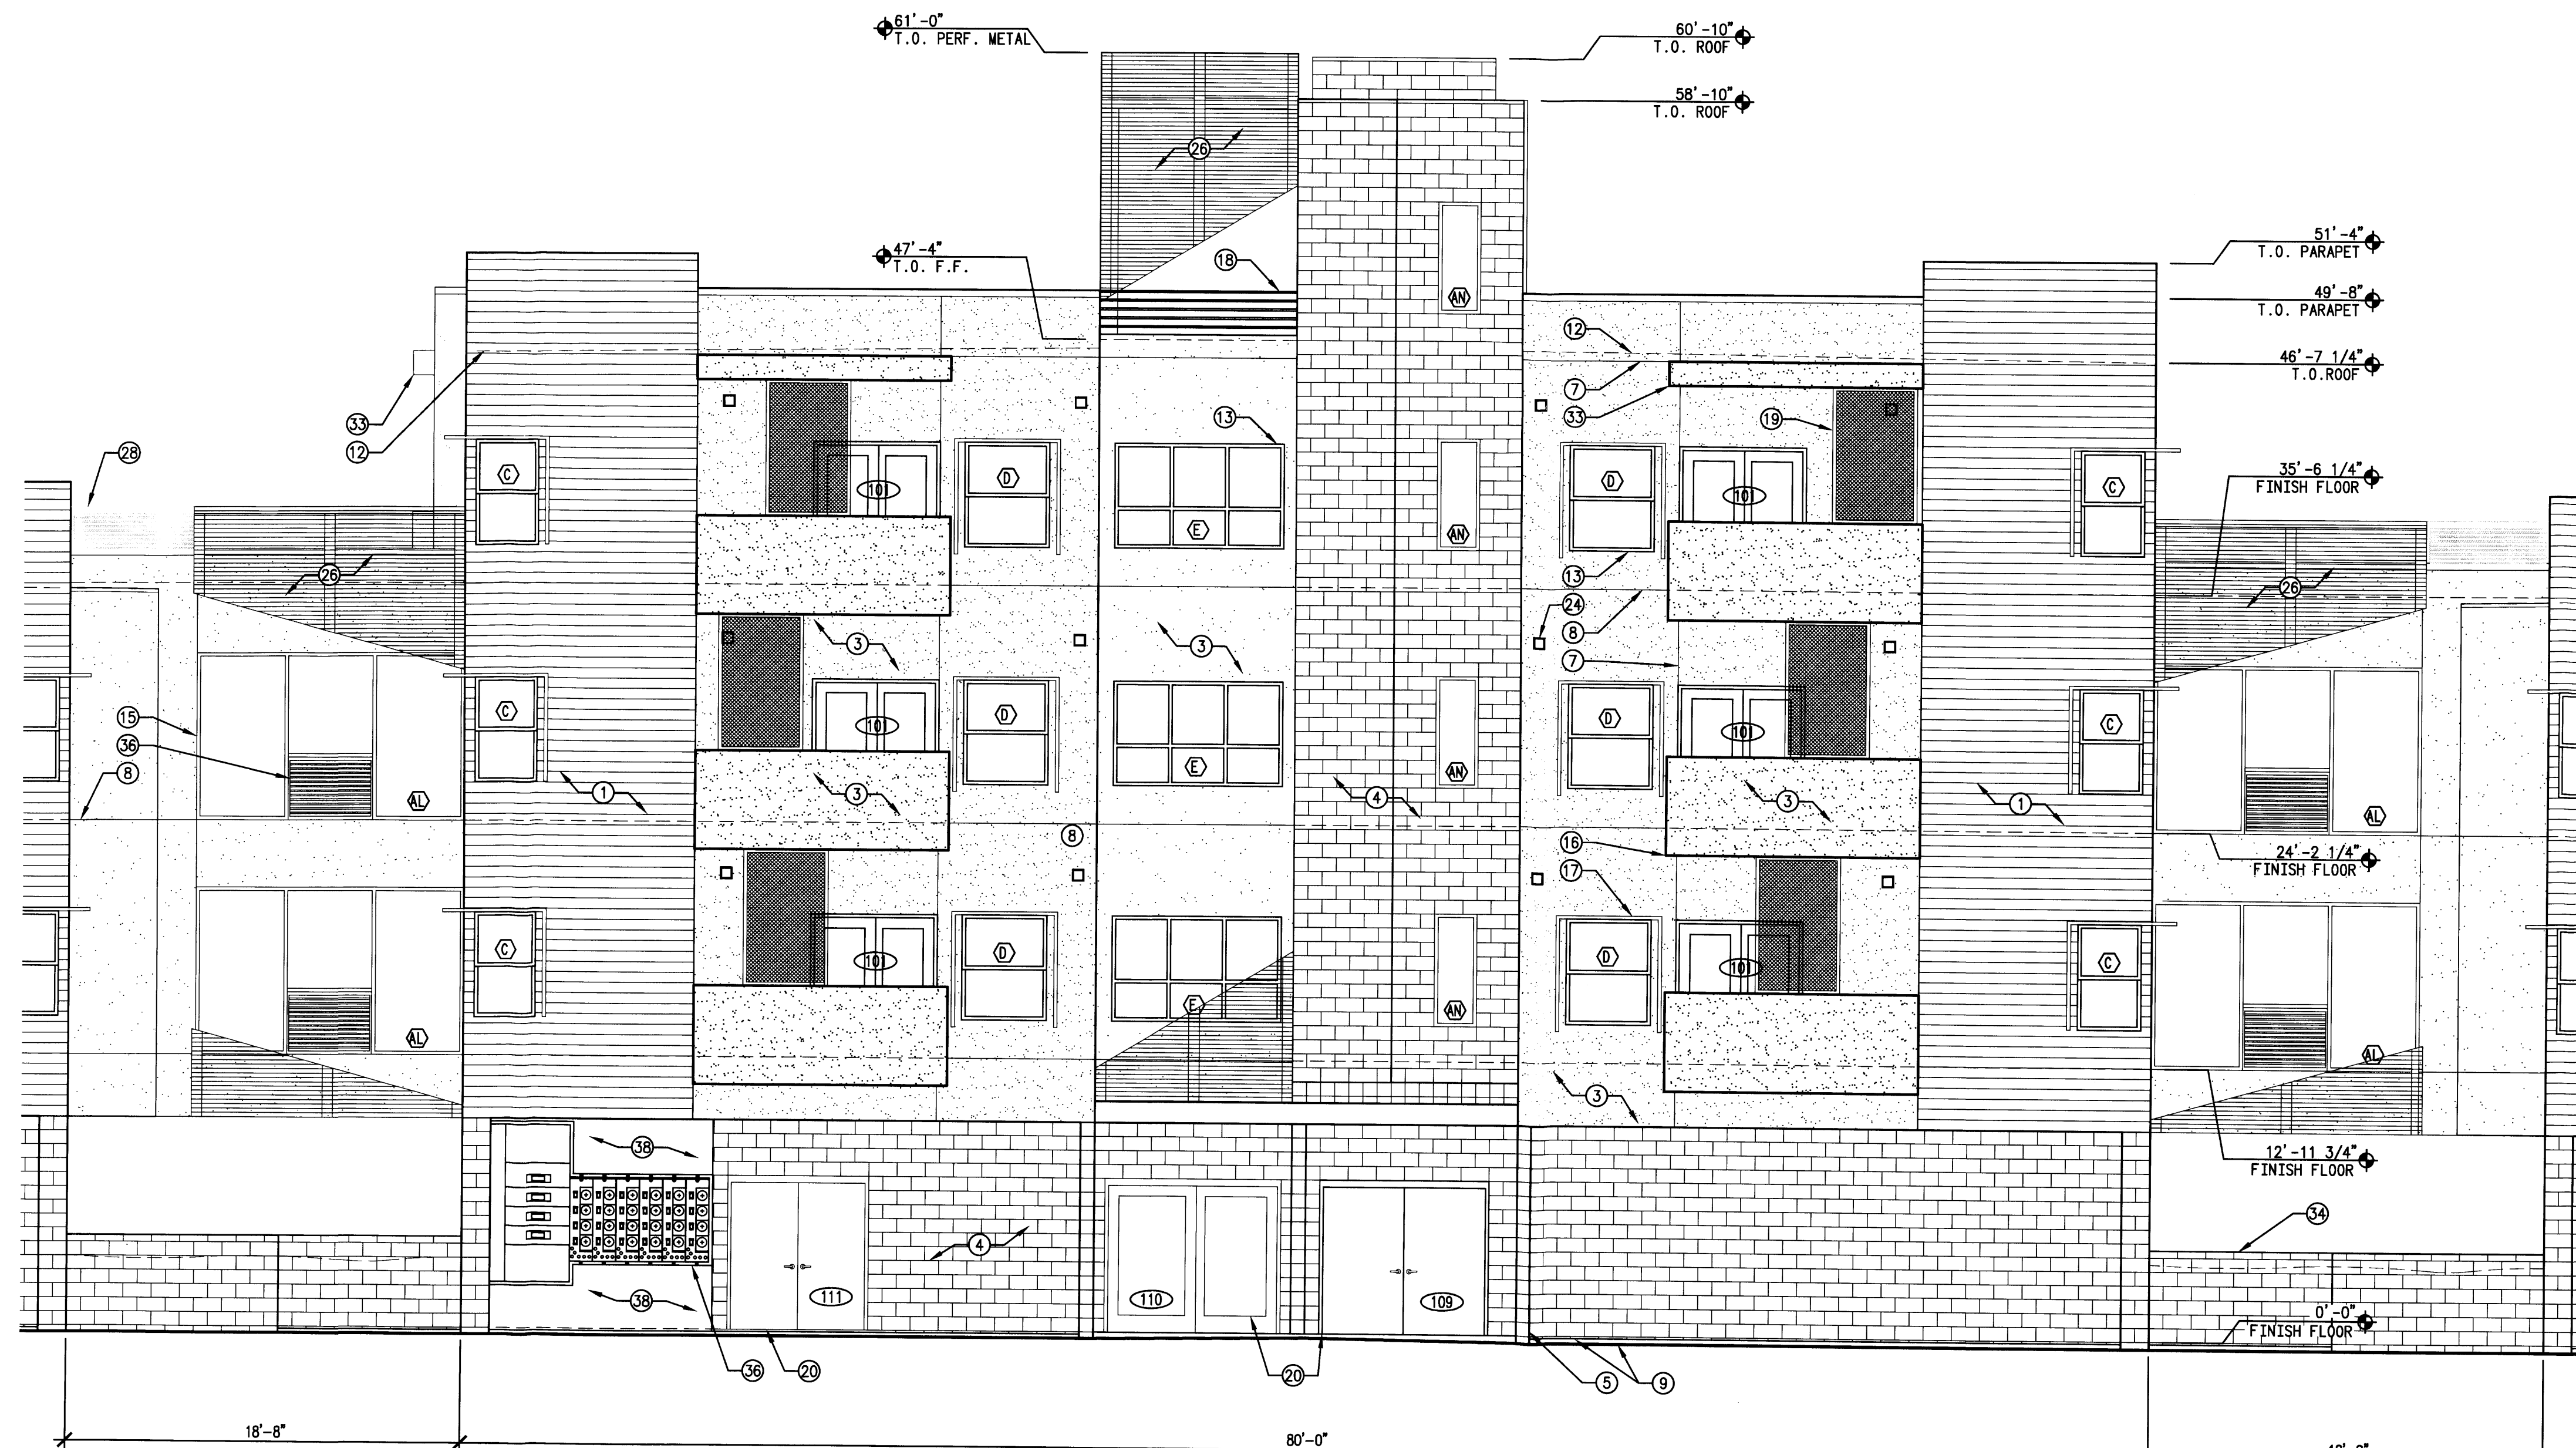 61'-0"
T.O. PERF. METAL
60'-10"
T.O. ROOF
58'-10"
T.O. ROOF
26
51'-4"
T.O. PARAPET
47'-4"
T.O. F.F.
18
AN
49'-8"
T.O. PARAPET
12
46'-7 1/4"
T.O.ROOF
7
33
33
13
33
19
12
28
C
D
101
E
AN
D
101
C
35'-6 1/4"
FINISH FLOOR
26
13
26
24
3
3
8
7
15
C
101
D
E
AN
D
101
C
36
8
AL
1
3
4
3
1
AL
8
16
24'-2 1/4"
FINISH FLOOR
17
C
101
D
E
AN
D
101
C
AL
AL
3
38
12'-11 3/4"
FINISH FLOOR
34
4
38
111
110
109
0'-0"
FINISH FLOOR
36
20
20
5
9
18'-8"
80'-0"